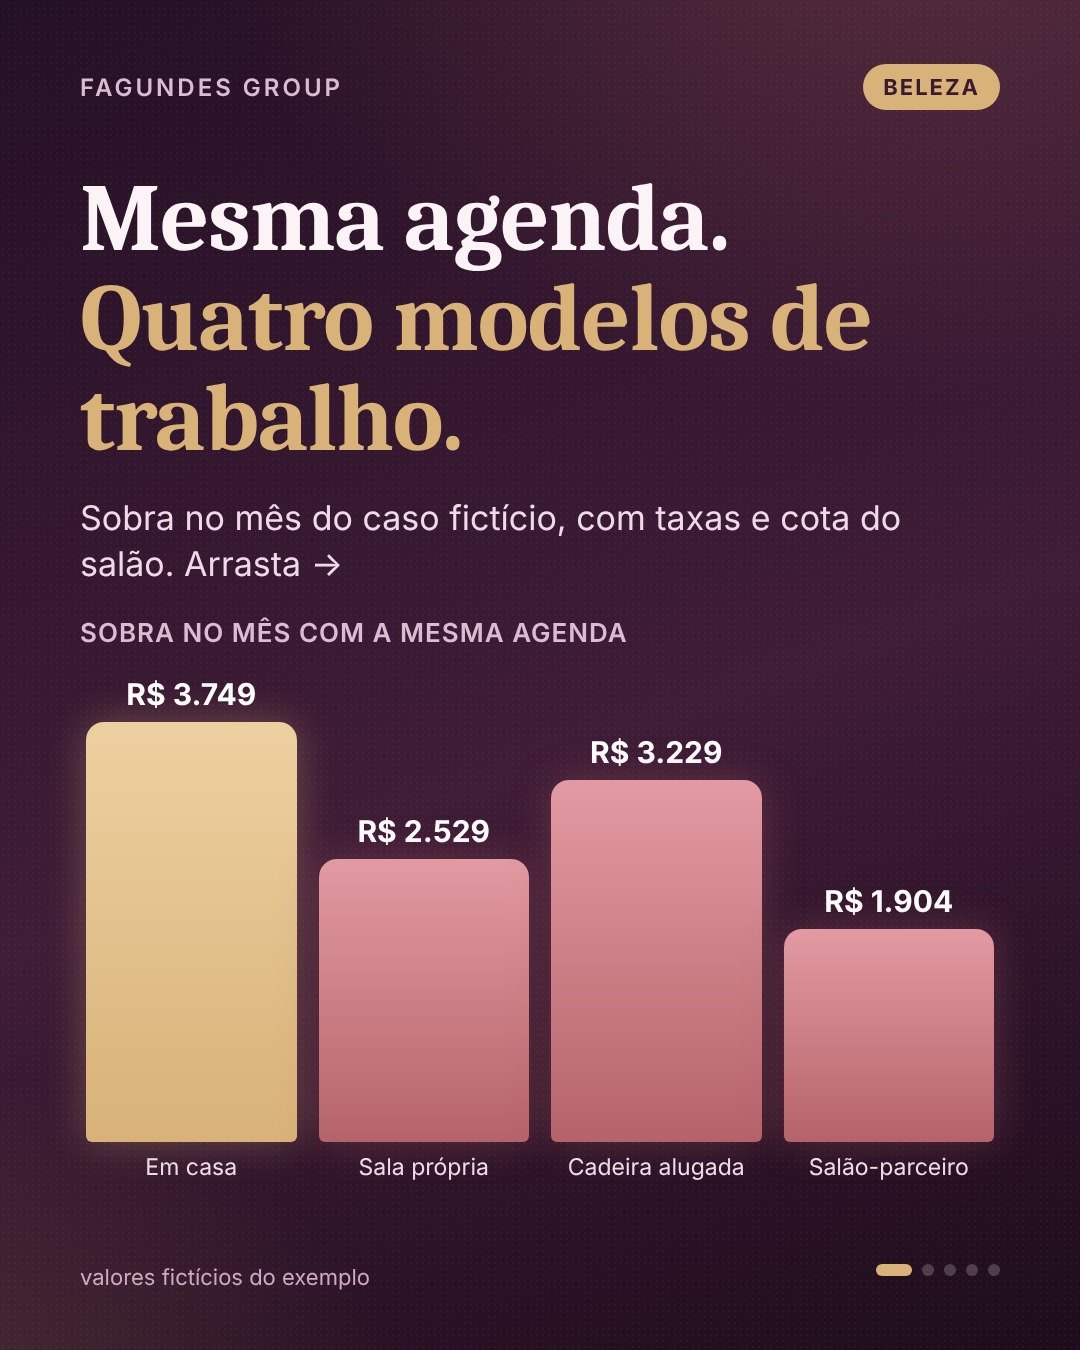 FAGUNDES GROUP
BELEZA
Mesma agenda.
Quatro modelos de
trabalho.
Sobra no mês do caso fictício, com taxas e cota do
salão. Arrasta →
SOBRA NO MÊS COM A MESMA AGENDA
R$ 3.749
R$ 2.529
R$ 3.229
R$ 1.904
Em casa
Sala própria
Cadeira alugada
Salão-parceiro
valores fictícios do exemplo